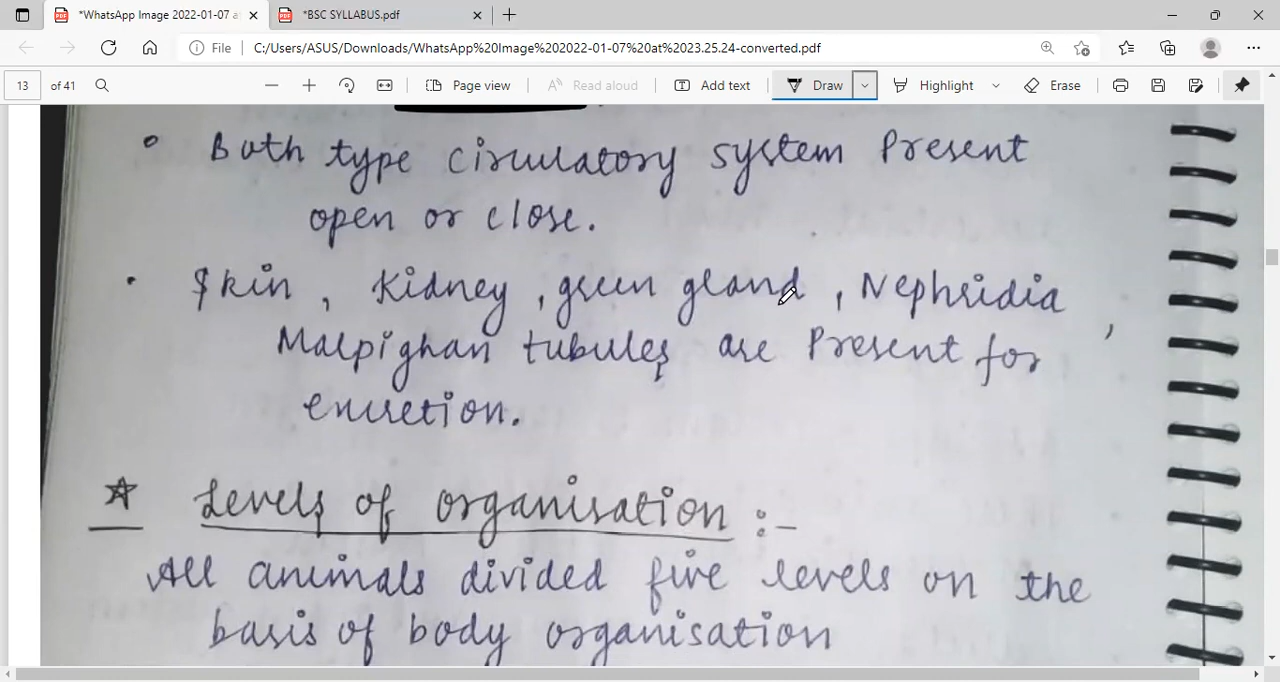 *WhatsApp Image 2022-01-07 a
*BSC SYLLABUS.pdf
File C:/Users/ASUS/Downloads/WhatsApp%20Image%202022-01-07%20at%2023.25.24-converted.pdf
13 of 41 Page view Read aloud Add text Draw Highlight Erase
Both type circulatory system Present
open or close.
Skin, Kidney, green gland, Nephridia,
Malpighan tubules are Present for
excretion.
Levels of organisation :-
All animals divided five levels on the
basis of body organisation